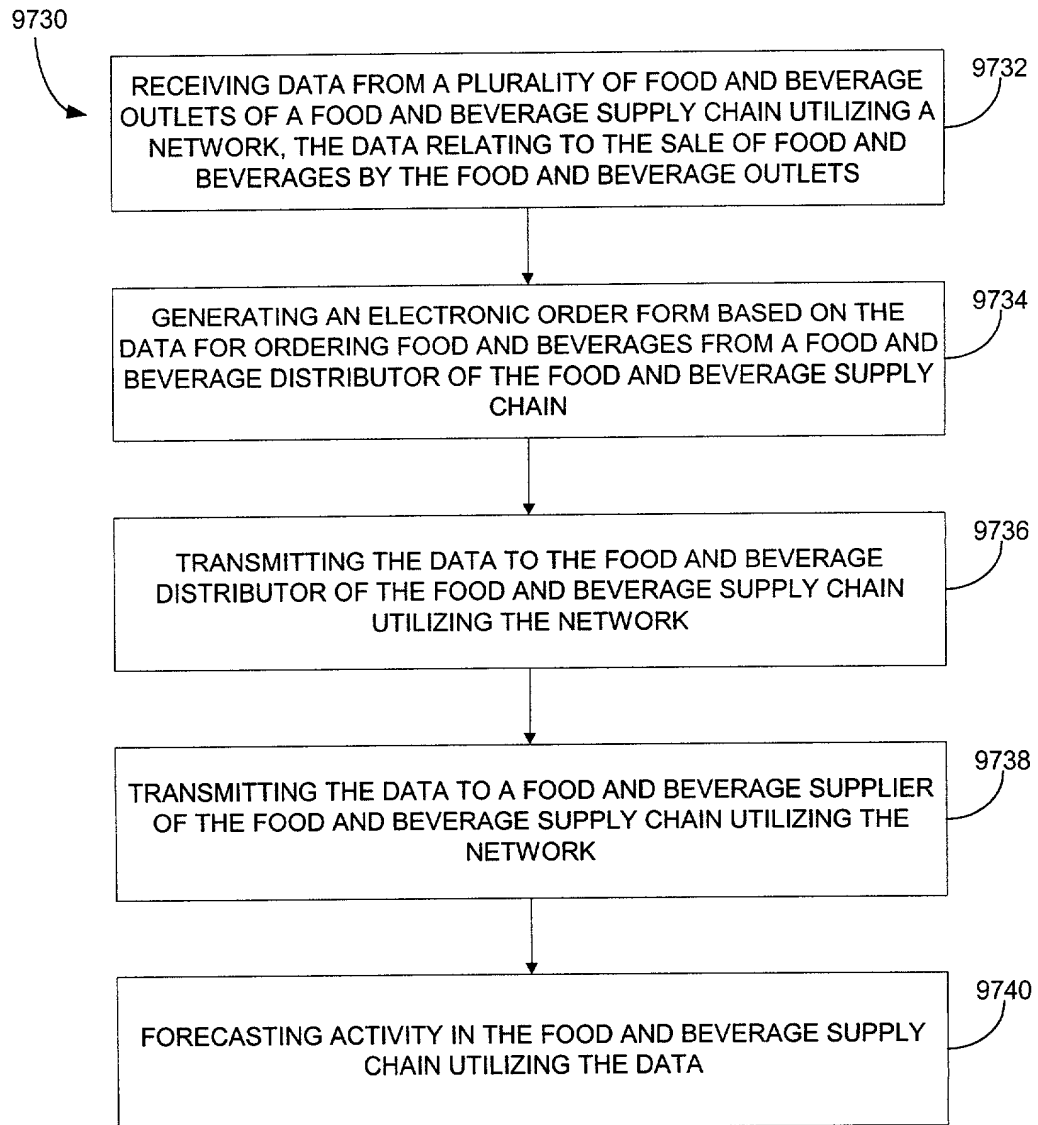 9730
9732
RECEIVING DATA FROM A PLURALITY OF FOOD AND BEVERAGE
OUTLETS OF A FOOD AND BEVERAGE SUPPLY CHAIN UTILIZING A
NETWORK, THE DATA RELATING TO THE SALE OF FOOD AND
BEVERAGES BY THE FOOD AND BEVERAGE OUTLETS
9734
GENERATING AN ELECTRONIC ORDER FORM BASED ON THE
DATA FOR ORDERING FOOD AND BEVERAGES FROM A FOOD AND
BEVERAGE DISTRIBUTOR OF THE FOOD AND BEVERAGE SUPPLY
CHAIN
9736
TRANSMITTING THE DATA TO THE FOOD AND BEVERAGE
DISTRIBUTOR OF THE FOOD AND BEVERAGE SUPPLY CHAIN
UTILIZING THE NETWORK
9738
TRANSMITTING THE DATA TO A FOOD AND BEVERAGE SUPPLIER
OF THE FOOD AND BEVERAGE SUPPLY CHAIN UTILIZING THE
NETWORK
9740
FORECASTING ACTIVITY IN THE FOOD AND BEVERAGE SUPPLY
CHAIN UTILIZING THE DATA